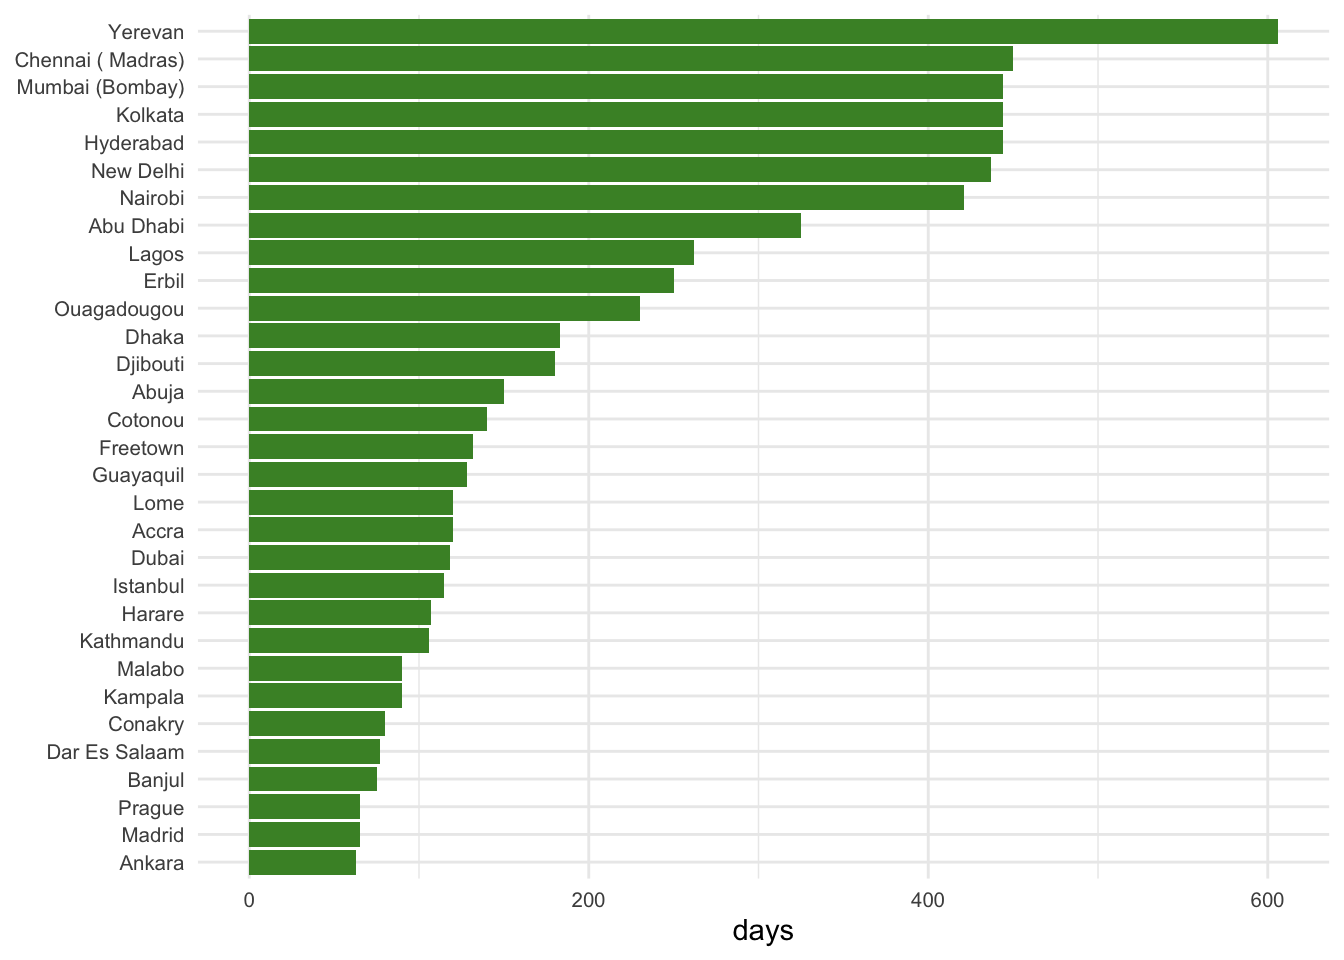 Yerevan
Chennai ( Madras)
Mumbai (Bombay)
Kolkata
Hyderabad
New Delhi
Nairobi
Abu Dhabi
Lagos
Erbil
Ouagadougou
Dhaka
Djibouti
Abuja
Cotonou
Freetown
Guayaquil
Lome
Accra
Dubai
Istanbul
Harare
Kathmandu
Malabo
Kampala
Conakry
Dar Es Salaam
Banjul
Prague
Madrid
Ankara
0 200 400 600
days